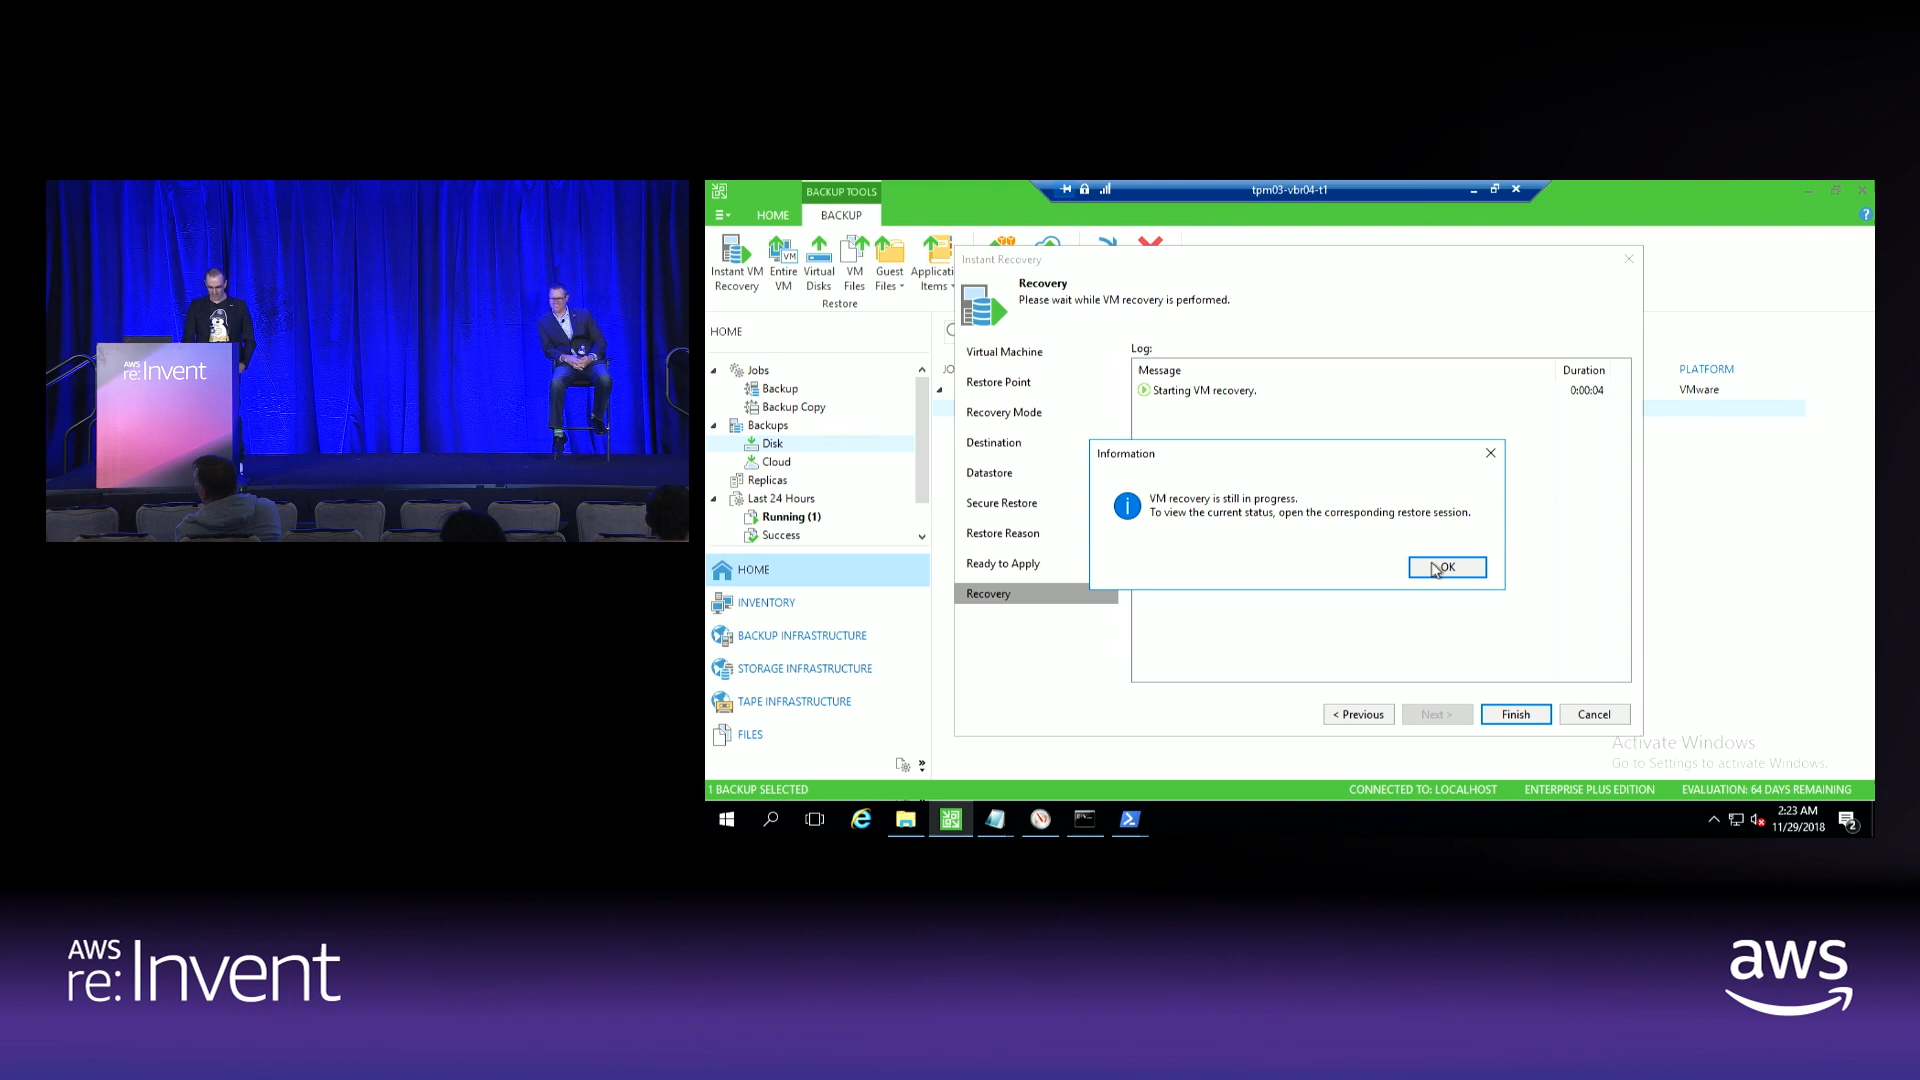 AWS
re:Invent
BACKUP TOOLS
tpm03-vbr04-t1
HOME
BACKUP
?
Instant VM
Recovery
Entire
VM
Virtual
Disks
VM
Files
Guest
Files
Applicati
Items
Restore
HOME
Jobs
Backup
Backup Copy
Backups
Disk
Cloud
Replicas
Last 24 Hours
Running (1)
Success
HOME
INVENTORY
BACKUP INFRASTRUCTURE
STORAGE INFRASTRUCTURE
TAPE INFRASTRUCTURE
FILES
JO
Instant Recovery
Recovery
Please wait while VM recovery is performed.
Virtual Machine
Restore Point
Recovery Mode
Destination
Datastore
Secure Restore
Restore Reason
Ready to Apply
Recovery
Log:
Message
Duration
Starting VM recovery.
0:00:04
Information
VM recovery is still in progress.
To view the current status, open the corresponding restore session.
OK
< Previous
Next >
Finish
Cancel
PLATFORM
VMware
Activate Windows
Go to Settings to activate Windows.
1 BACKUP SELECTED
CONNECTED TO: LOCALHOST
ENTERPRISE PLUS EDITION
EVALUATION: 64 DAYS REMAINING
2:23 AM
11/29/2018
2
AWS
re:Invent
aws